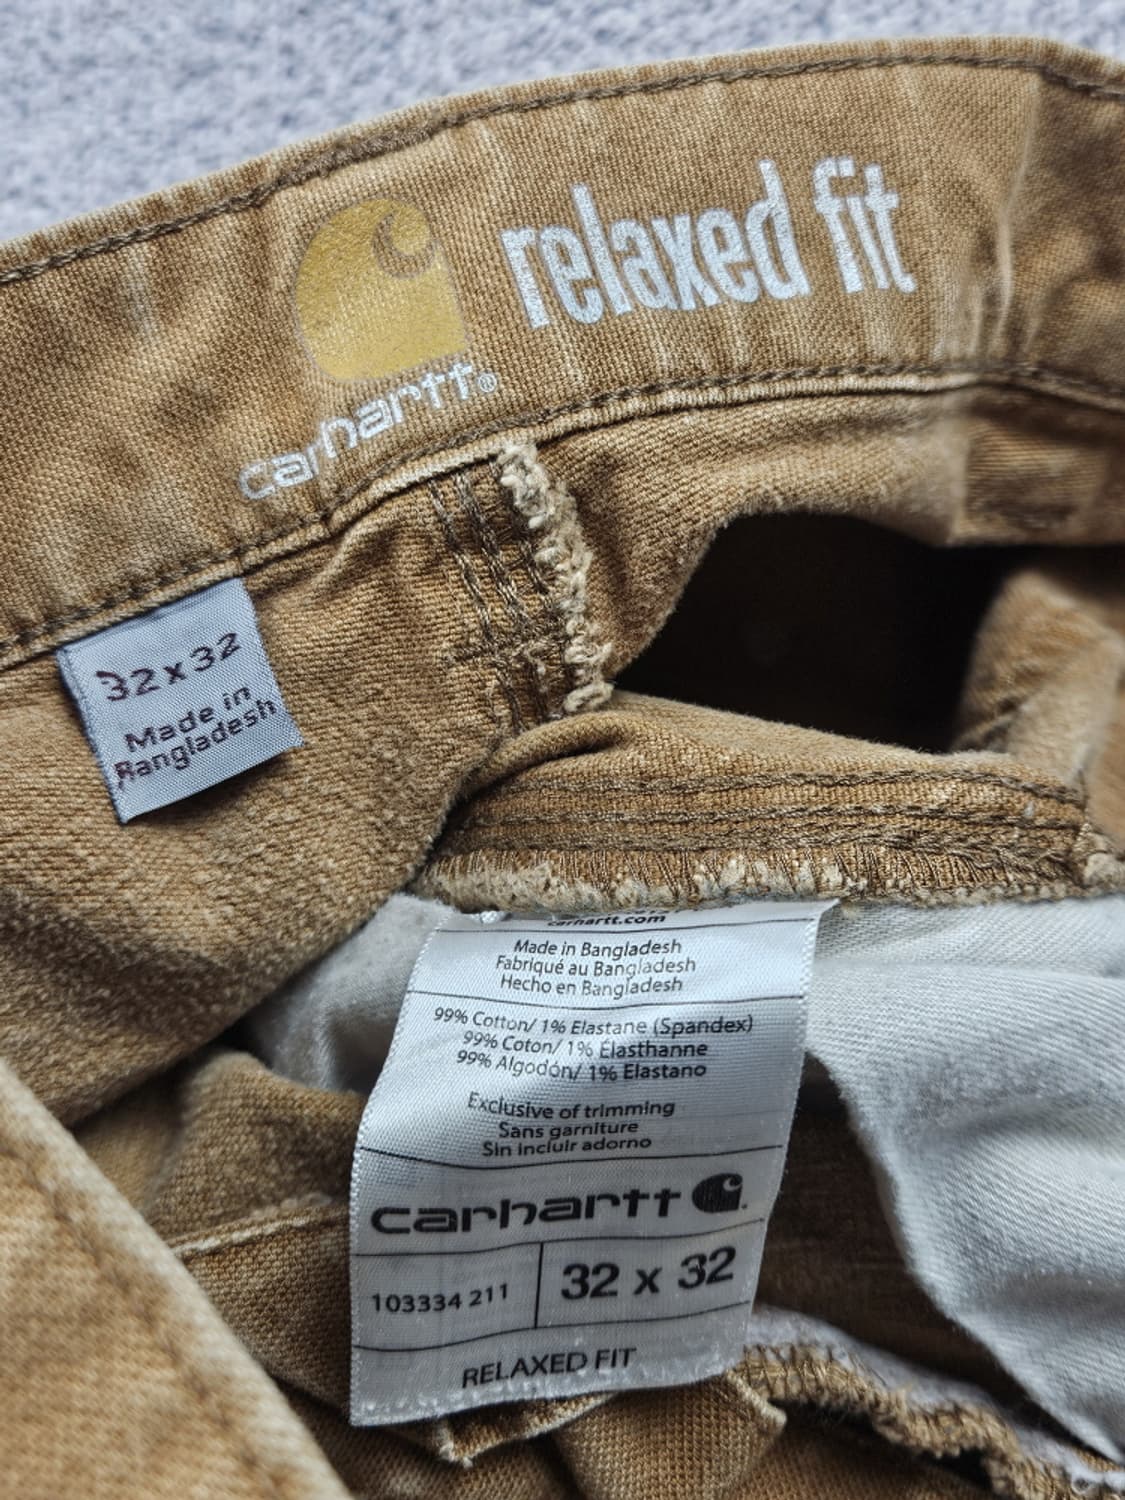 relaxed fit
carhartt®
32x32
Made in
Bangladesh
carhartt.com
Made in Bangladesh
Fabriqué au Bangladesh
Hecho en Bangladesh
99% Cotton/ 1% Elastane (Spandex)
99% Coton/ 1% Élasthanne
99% Algodón/ 1% Elastano
Exclusive of trimming
Sans garniture
Sin incluir adorno
carhartt
103334 211
32 x 32
RELAXED FIT